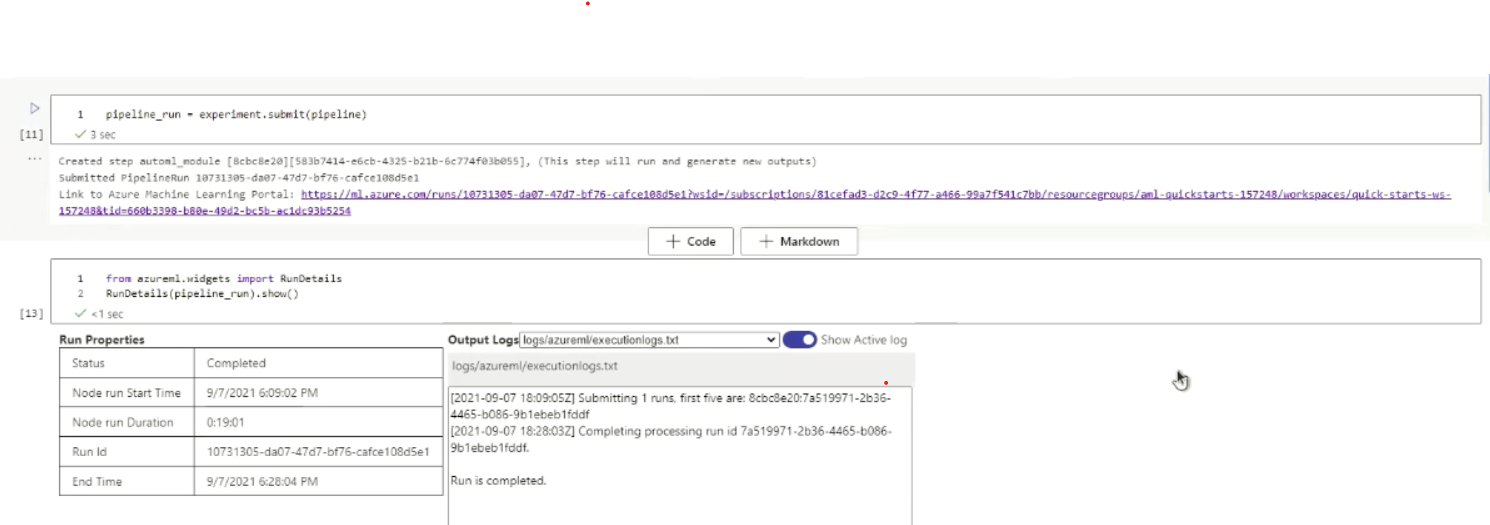 1 pipeline_run = experiment.submit(pipeline)
[11]
3 sec
Created step automl_module [8cbc8e20][583b7414-e6cb-4325-b21b-6c774f03b055], (This step will run and generate new outputs)
Submitted PipelineRun 10731305-da07-47d7-bf76-cafce108d5e1
Link to Azure Machine Learning Portal: https://ml.azure.com/runs/10731305-da07-47d7-bf76-cafce108d5e1?wsid=/subscriptions/81cefad3-d2c9-4f77-a466-99a7f541c7bb/resourcegroups/aml-quickstarts-157248/workspaces/quick-starts-ws-
157248&tid=660b3398-b80e-49d2-bc5b-ac1dc93b5254
+ Code + Markdown
1 from azureml.widgets import RunDetails
2 RunDetails(pipeline_run).show()
[13]
<1 sec
Run Properties
Status Completed
Node run Start Time 9/7/2021 6:09:02 PM
Node run Duration 0:19:01
Run Id 10731305-da07-47d7-bf76-cafce108d5e1
End Time 9/7/2021 6:28:04 PM
Output Logs logs/azureml/executionlogs.txt Show Active log
logs/azureml/executionlogs.txt
[2021-09-07 18:09:05Z] Submitting 1 runs, first five are: 8cbc8e20:7a519971-2b36-
4465-b086-9b1ebeb1fddf
[2021-09-07 18:28:03Z] Completing processing run id 7a519971-2b36-4465-b086-
9b1ebeb1fddf.
Run is completed.